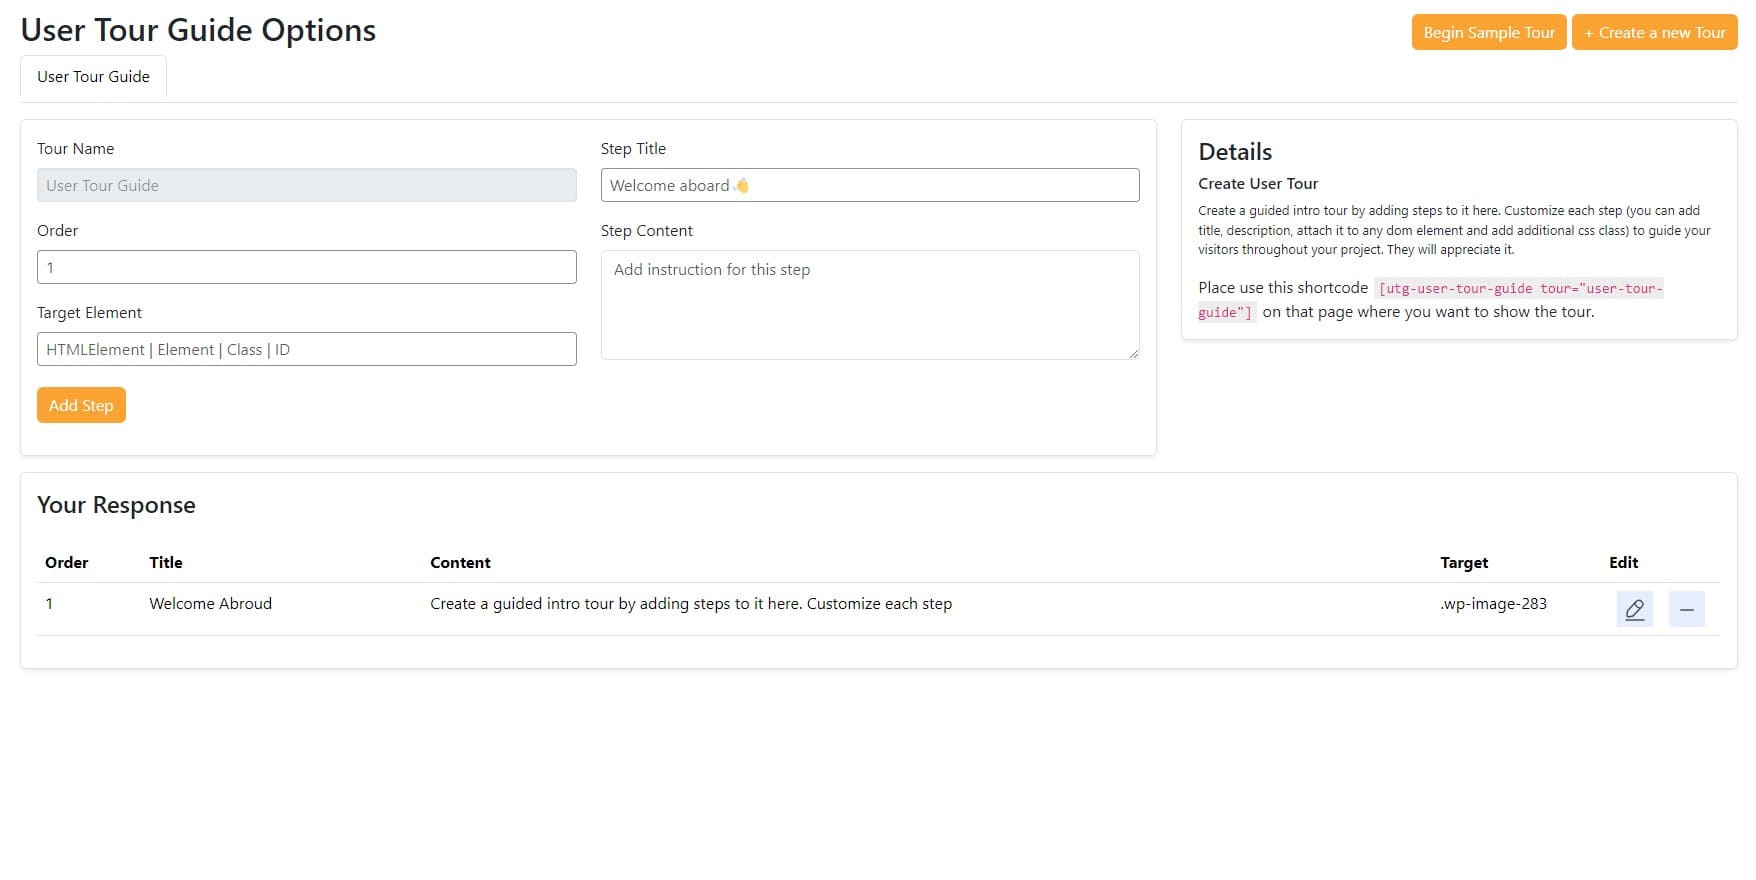 User Tour Guide Options
Begin Sample Tour
+ Create a new Tour
User Tour Guide
Tour Name
User Tour Guide
Order
1
Target Element
HTMLElement | Element | Class | ID
Add Step
Step Title
Welcome aboard👋
Step Content
Add instruction for this step
Details
Create User Tour
Create a guided intro tour by adding steps to it here. Customize each step (you can add
title, description, attach it to any dom element and add additional css class) to guide your
visitors throughout your project. They will appreciate it.
Place use this shortcode [utg-user-tour-guide tour="user-tour-
guide"] on that page where you want to show the tour.
Your Response
Order Title Content Target Edit
1 Welcome Abroud Create a guided intro tour by adding steps to it here. Customize each step .wp-image-283